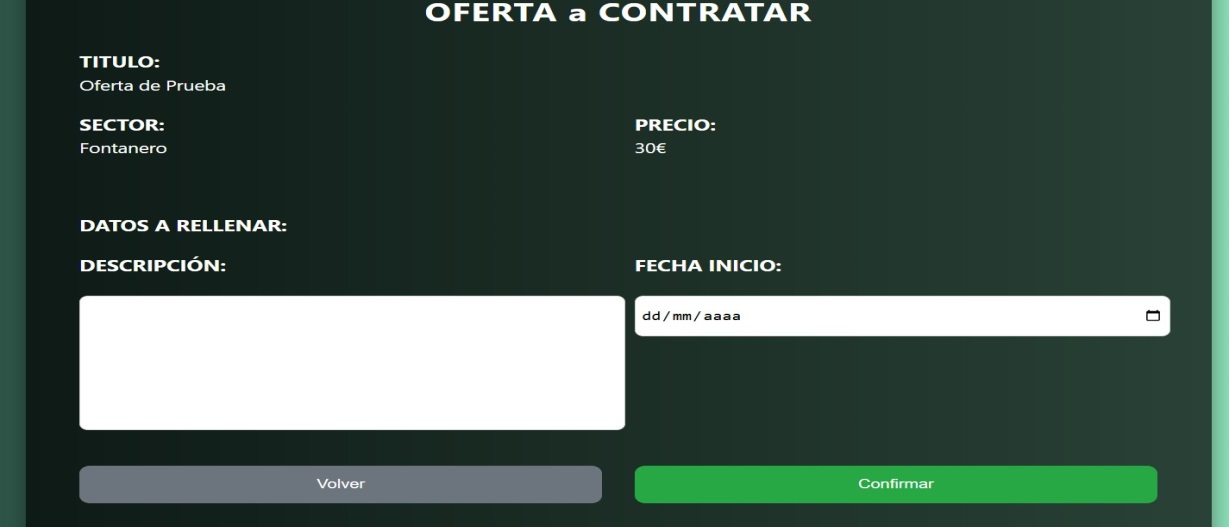 OFERTA a CONTRATAR
TITULO:
Oferta de Prueba
SECTOR:
Fontanero
PRECIO:
30€
DATOS A RELLENAR:
DESCRIPCIÓN:
FECHA INICIO:
dd/mm/aaaa
Volver
Confirmar